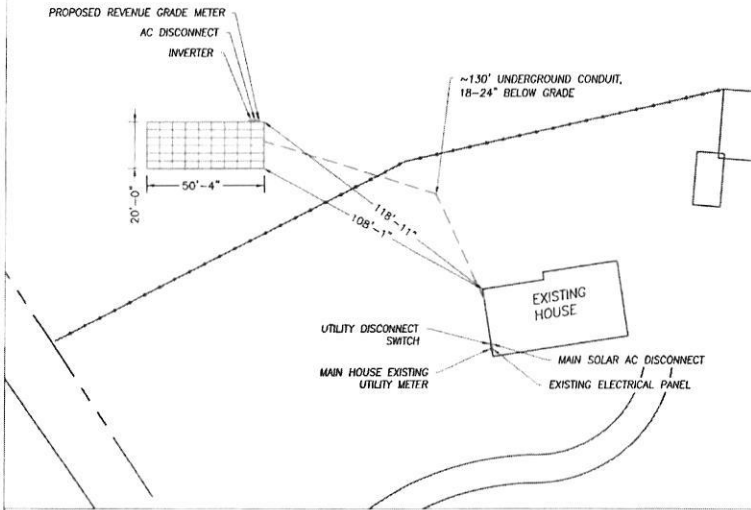 PROPOSED REVENUE GRADE METER
AC DISCONNECT
INVERTER
~130' UNDERGROUND CONDUIT,
18-24" BELOW GRADE
50'-4"
20'-0"
118'-11"
108'-1"
EXISTING
HOUSE
UTILITY DISCONNECT
SWITCH
MAIN SOLAR AC DISCONNECT
MAIN HOUSE EXISTING
UTILITY METER
EXISTING ELECTRICAL PANEL